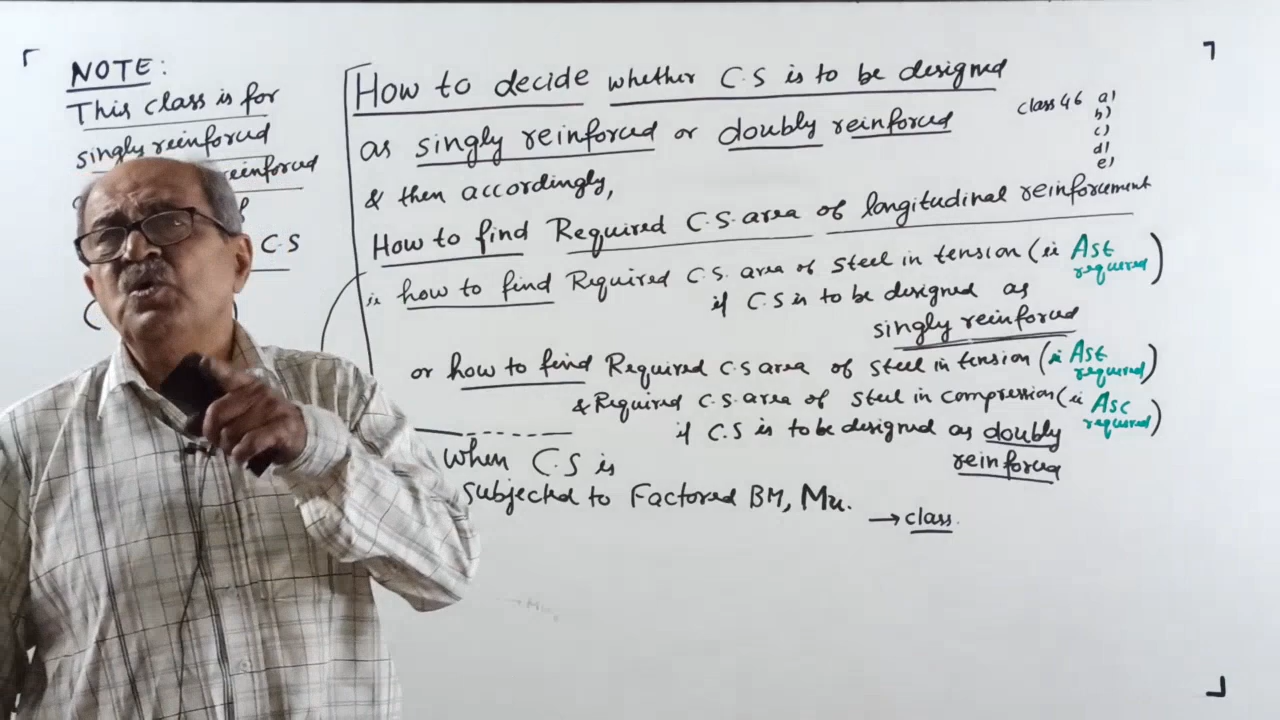 NOTE:
This class is for
singly reinforced
einforced
C.S
How to decide whether C.S is to be designed
as singly reinforced or doubly reinforced
& then accordingly,
How to find Required C.S. area of longitudinal reinforcement
is how to find Required C.S. area of steel in tension (ie Ast required)
if C.S is to be designed as
singly reinforced
or how to find Required C.S area of steel in tension (ie Ast required)
& Required C.S. area of steel in compression (ie Asc required)
if C.S is to be designed as doubly
reinforced
when C.S is
subjected to Factored BM, Mu.
→ class.
class 46 a)
b)
c)
d)
e)